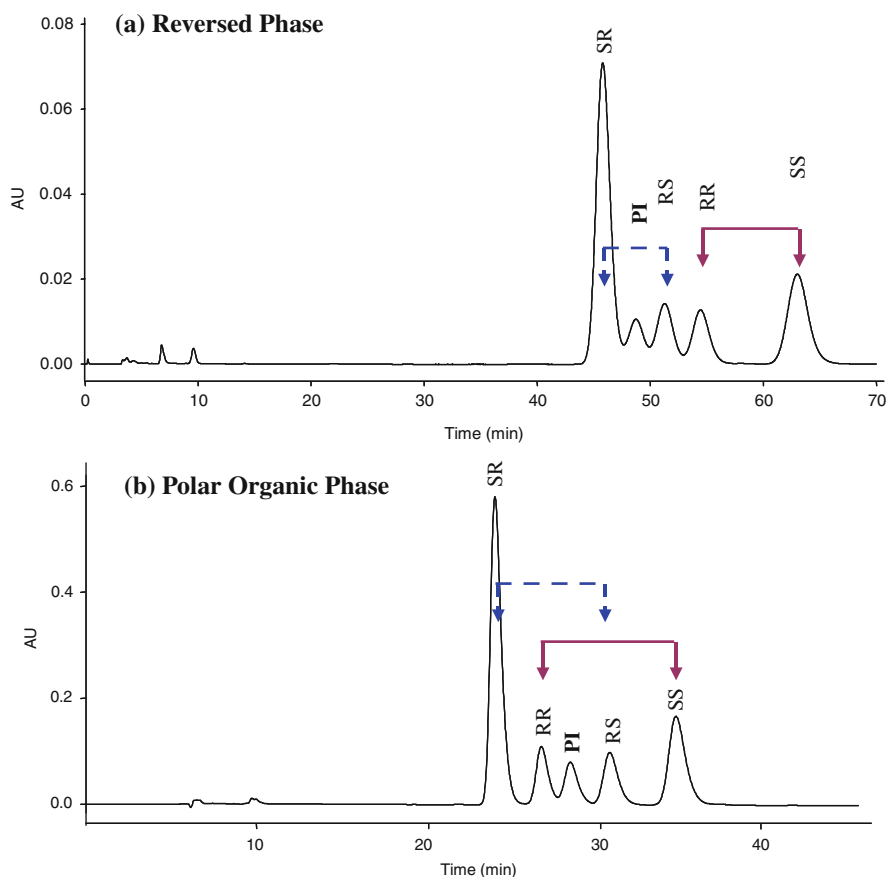 (a) Reversed Phase
0.08
0.06
0.04
0.02
0.00
AU
SR
PI
RS
RR
SS
0 10 20 30 40 50 60 70
Time (min)
(b) Polar Organic Phase
0.6
0.4
0.2
0.0
AU
SR
RR
PI
RS
SS
10 20 30 40
Time (min)